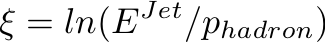 ξ = ln(E^{Jet}/p_{hadron})